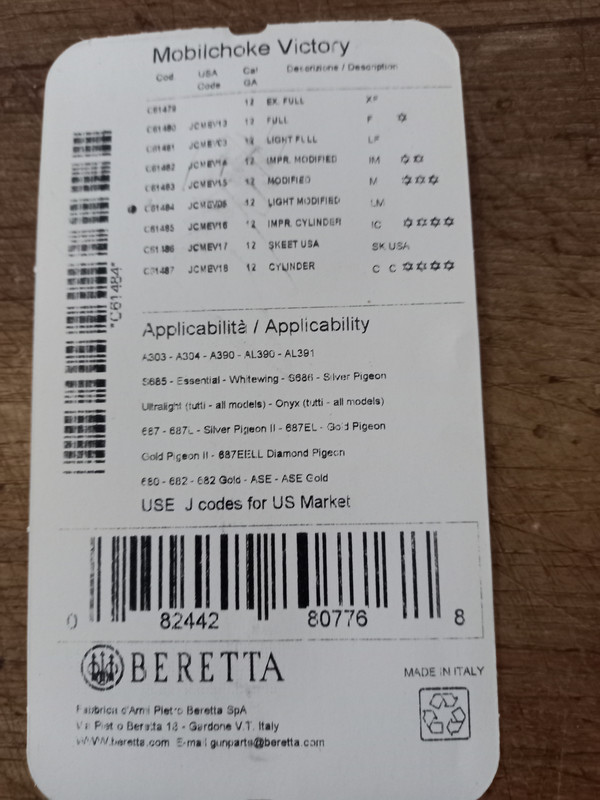 Mobilchoke Victory
Cod. USA Code Cal GA Descrizione / Description
C61479 12 EX. FULL XF
C61480 JCMEV13 12 FULL F ✡
C61481 12 LIGHT FULL LF
C61482 12 IMPR. MODIFIED IM ✡✡
C61483 JCMEV15 12 MODIFIED M ✡✡✡
● C61484 12 LIGHT MODIFIED LM
C61485 JCMEV16 12 IMPR. CYLINDER IC ✡✡✡✡
C61486 JCMEV17 12 SKEET USA SK USA
C61487 JCMEV18 12 CYLINDER C C ✡✡✡✡
*C61484*
Applicabilità / Applicability
A303 - A304 - A390 - AL390 - AL391
S685 - Essential - Whitewing - S686 - Silver Pigeon
Ultralight (tutti - all models) - Onyx (tutti - all models)
687 - 687L - Silver Pigeon II - 687EL - Gold Pigeon
Gold Pigeon II - 687EELL Diamond Pigeon
680 - 682 - 682 Gold - ASE - ASE Gold
USE J codes for US Market
0 82442 80776 8
BERETTA
MADE IN ITALY
Fabbrica d'Armi Pietro Beretta SpA
Via Pietro Beretta 18 - Gardone V.T. Italy
WWW.beretta.com E-mail gunparts@beretta.com